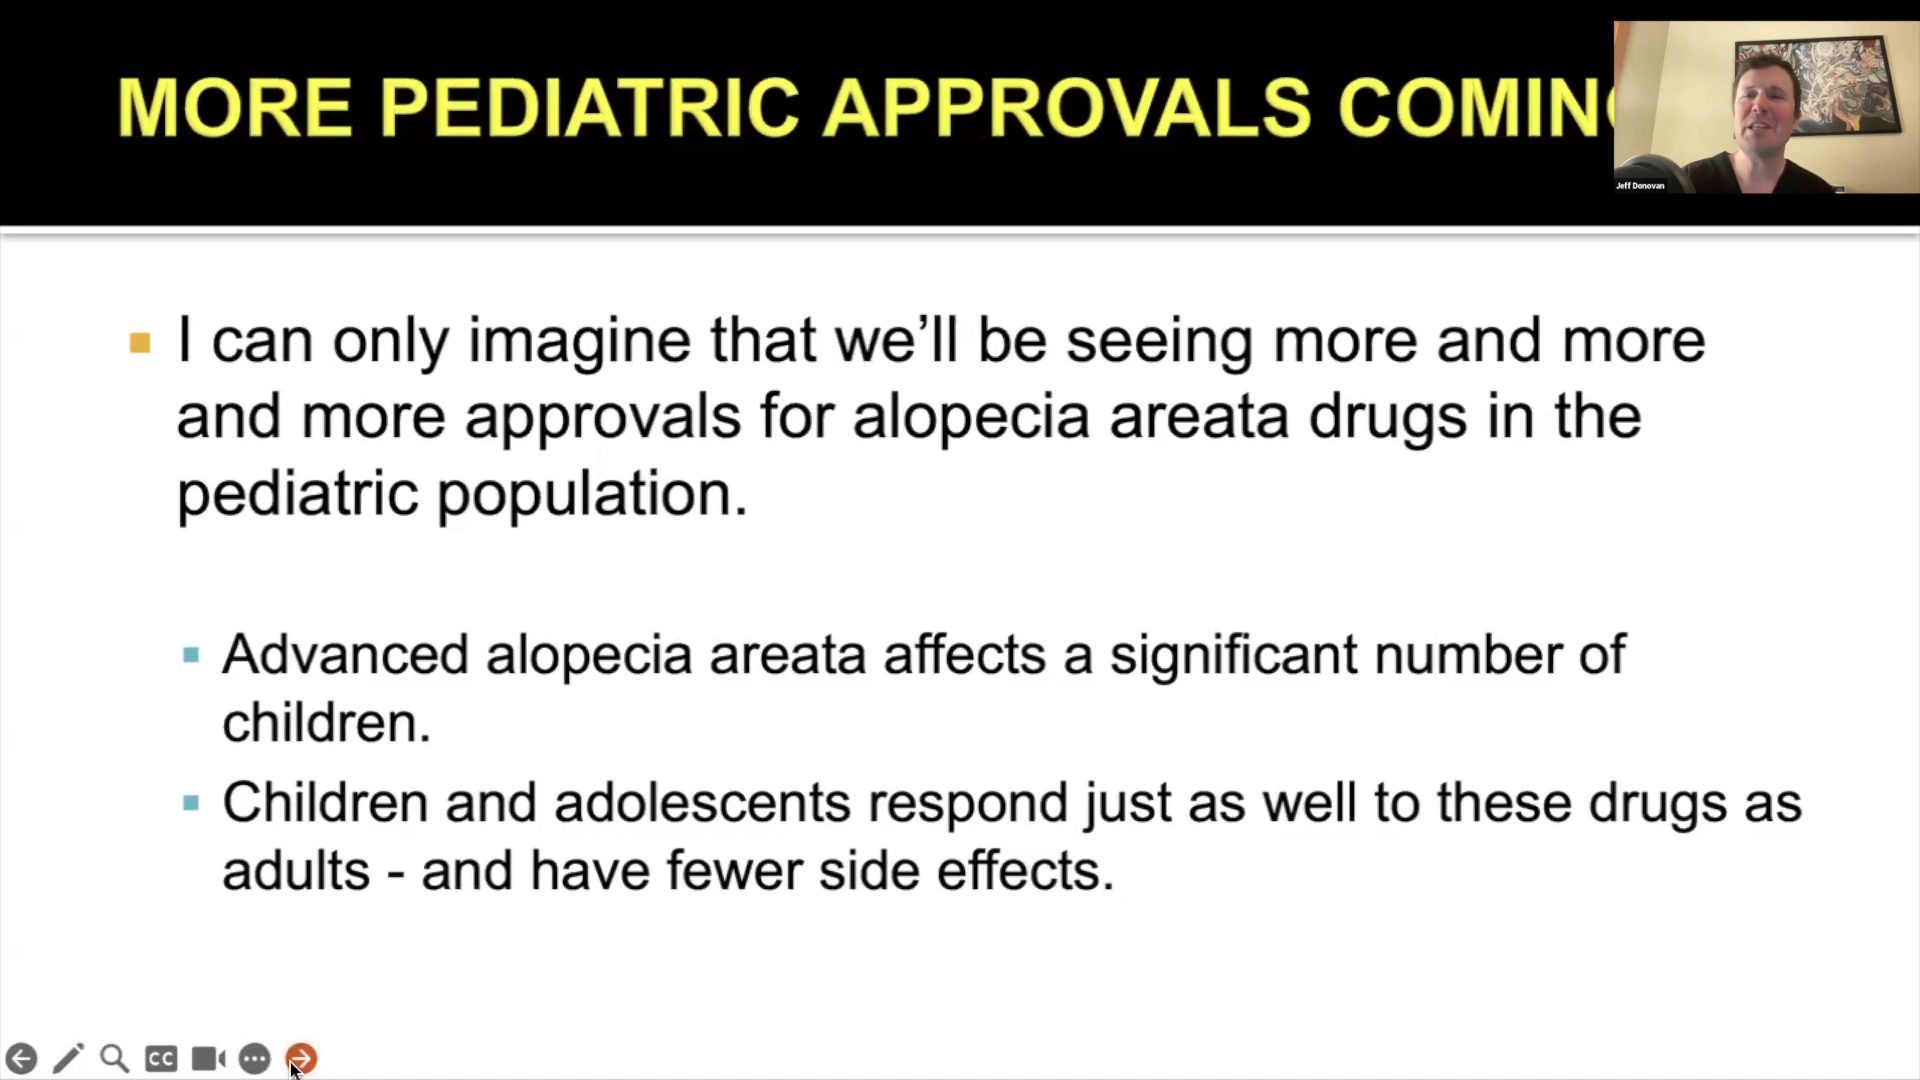 MORE PEDIATRIC APPROVALS COMING
Jeff Donovan
I can only imagine that we’ll be seeing more and more
and more approvals for alopecia areata drugs in the
pediatric population.
Advanced alopecia areata affects a significant number of
children.
Children and adolescents respond just as well to these drugs as
adults - and have fewer side effects.
CC